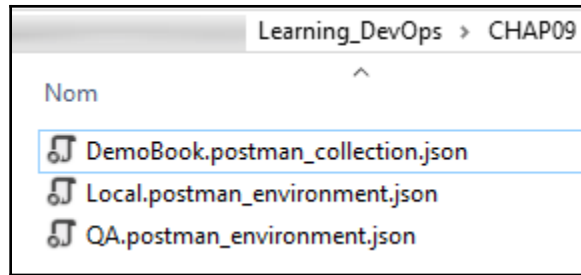 Learning_DevOps > CHAP09
Nom
DemoBook.postman_collection.json
Local.postman_environment.json
QA.postman_environment.json